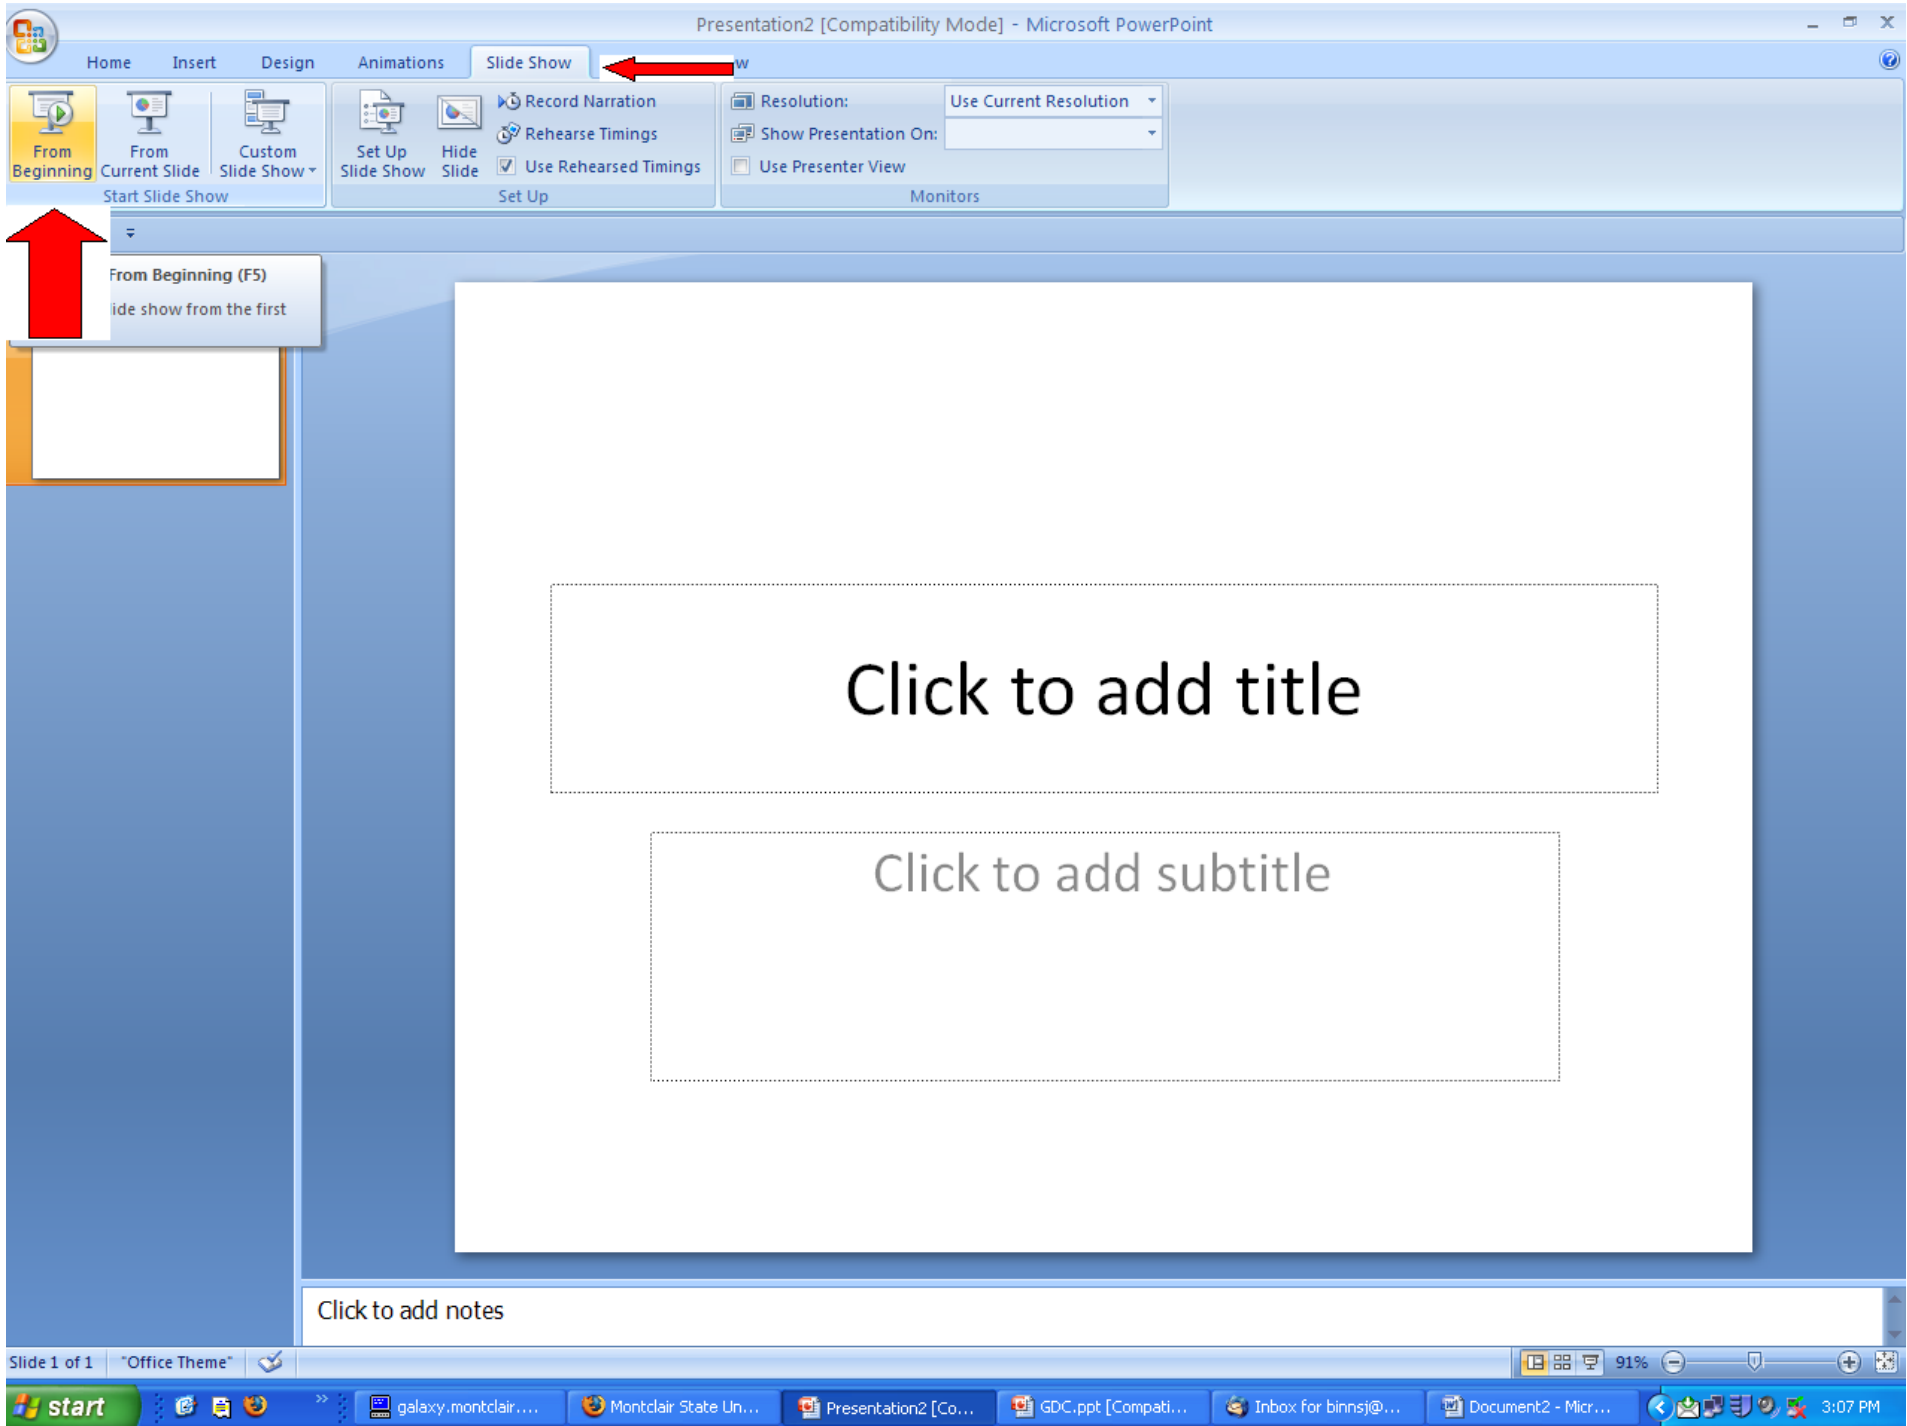 Presentation2 [Compatibility Mode] - Microsoft PowerPoint
Home Insert Design Animations Slide Show w
From Beginning
From Current Slide
Custom Slide Show
Start Slide Show
Set Up Slide Show
Hide Slide
Record Narration
Rehearse Timings
Use Rehearsed Timings
Set Up
Resolution: Use Current Resolution
Show Presentation On:
Use Presenter View
Monitors
From Beginning (F5)
lide show from the first
Click to add title
Click to add subtitle
Click to add notes
Slide 1 of 1 "Office Theme" 91%
start galaxy.montclair.... Montclair State Un... Presentation2 [Co... GDC.ppt [Compati... Inbox for binnsj@... Document2 - Micr... 3:07 PM